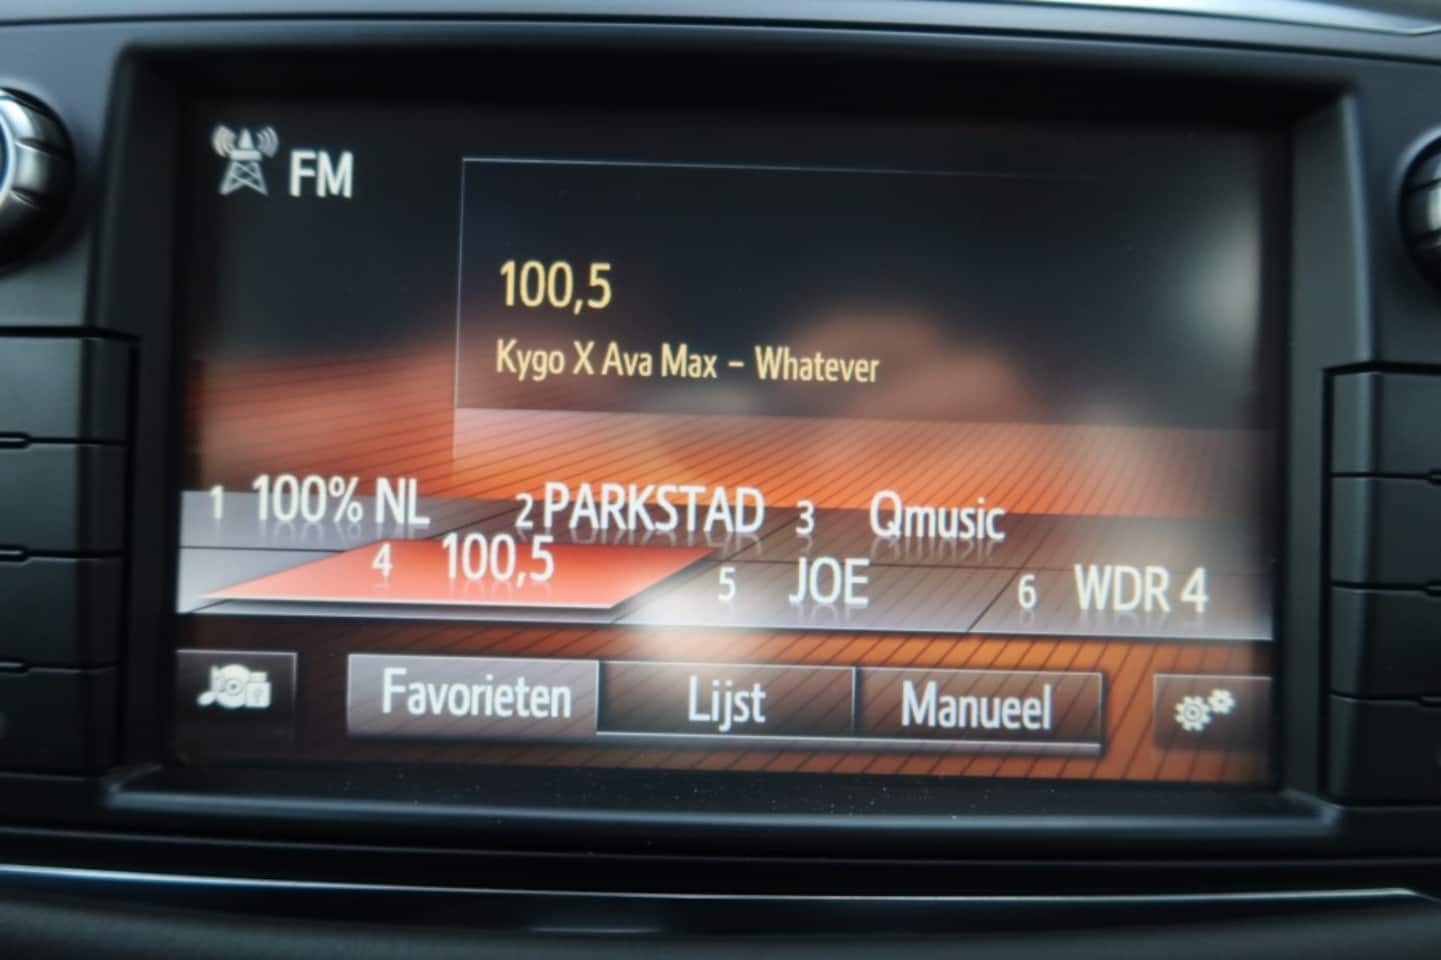 FM
100,5
Kygo X Ava Max - Whatever
1 100% NL 2 PARKSTAD 3 Qmusic
4 100,5 5 JOE 6 WDR 4
Favorieten Lijst Manueel